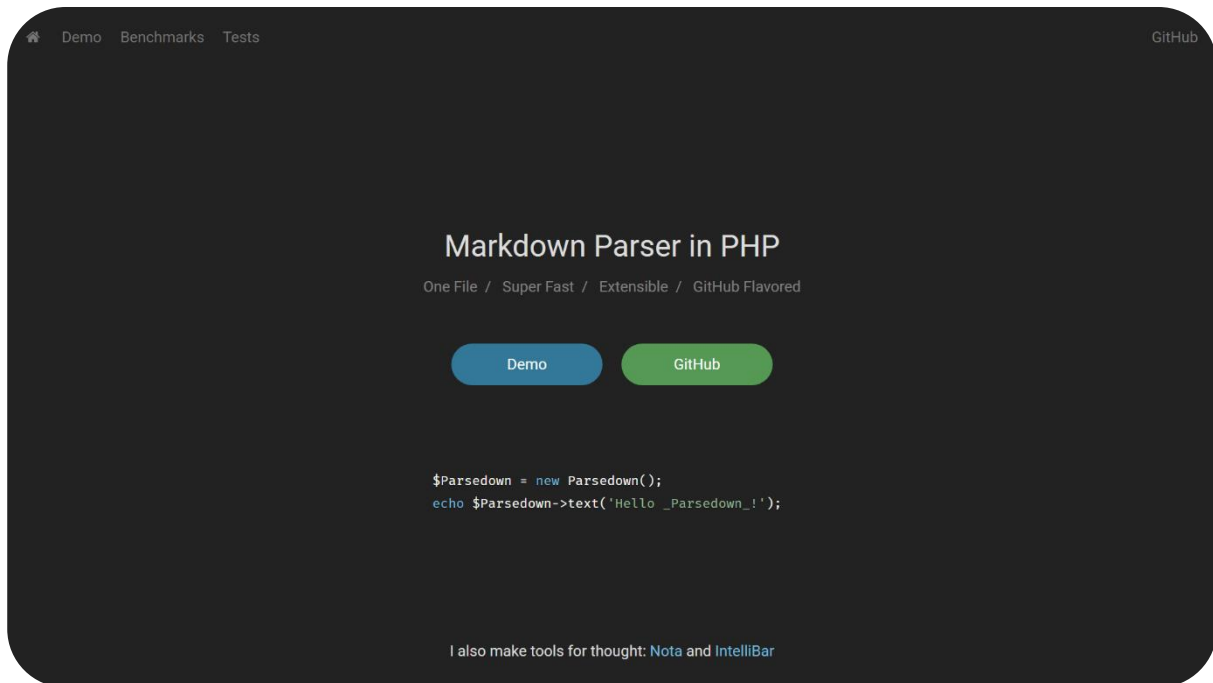 Demo Benchmarks Tests GitHub
Markdown Parser in PHP
One File / Super Fast / Extensible / GitHub Flavored
Demo GitHub
$Parsedown = new Parsedown();
echo $Parsedown->text('Hello _Parsedown_!');
I also make tools for thought: Nota and IntelliBar